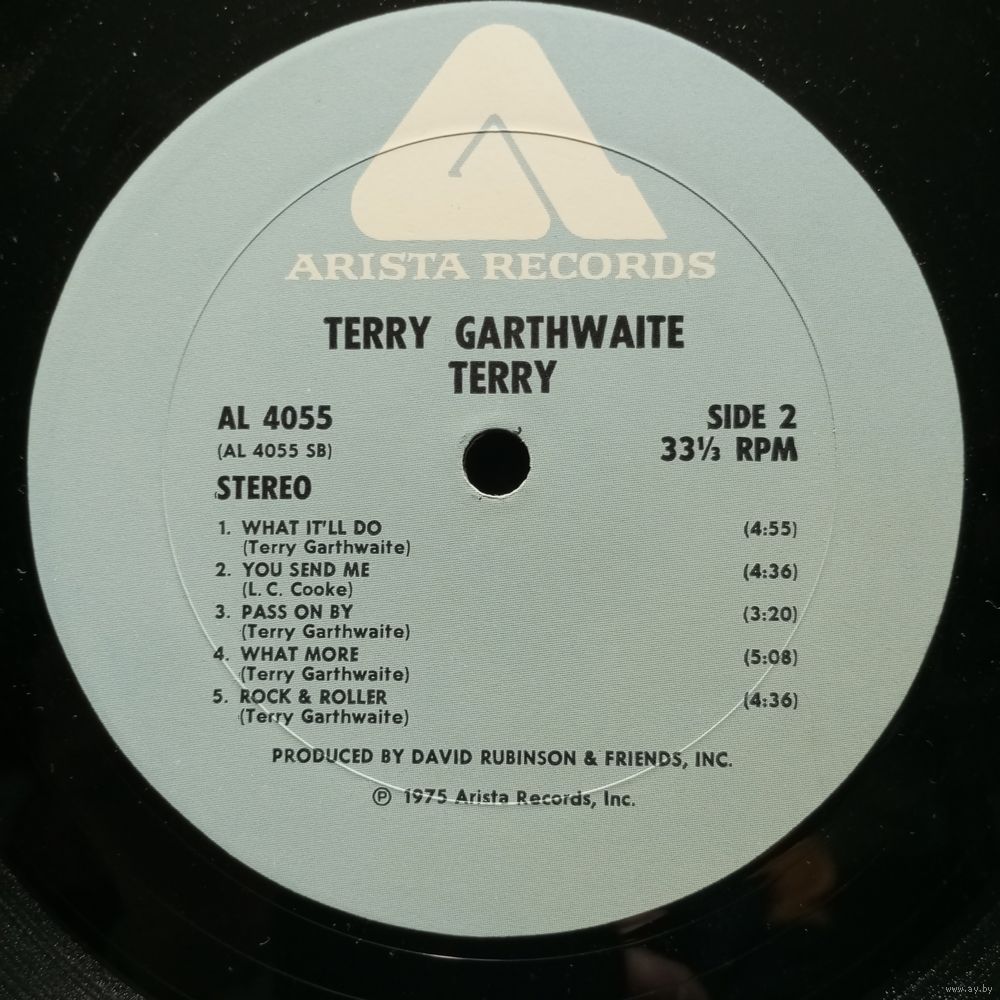 ARISTA RECORDS
TERRY GARTHWAITE
TERRY
AL 4055
(AL 4055 SB)
STEREO
SIDE 2
33⅓ RPM
1. WHAT IT'LL DO (4:55)
(Terry Garthwaite)
2. YOU SEND ME (4:36)
(L. C. Cooke)
3. PASS ON BY (3:20)
(Terry Garthwaite)
4. WHAT MORE (5:08)
(Terry Garthwaite)
5. ROCK & ROLLER (4:36)
(Terry Garthwaite)
PRODUCED BY DAVID RUBINSON & FRIENDS, INC.
℗ 1975 Arista Records, Inc.
www.ay.by